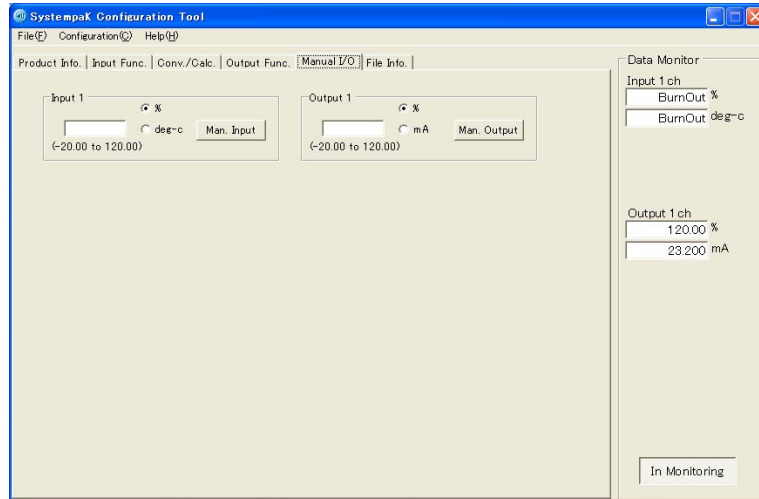 SystempaK Configuration Tool
File(F) Configuration(C) Help(H)
Product Info. Input Func. Conv./Calc. Output Func. Manual I/O File Info.
Input 1
%
deg-c
Man. Input
(-20.00 to 120.00)
Output 1
%
mA
Man. Output
(-20.00 to 120.00)
Data Monitor
Input 1 ch
BurnOut %
BurnOut deg-c
Output 1 ch
120.00 %
23.200 mA
In Monitoring